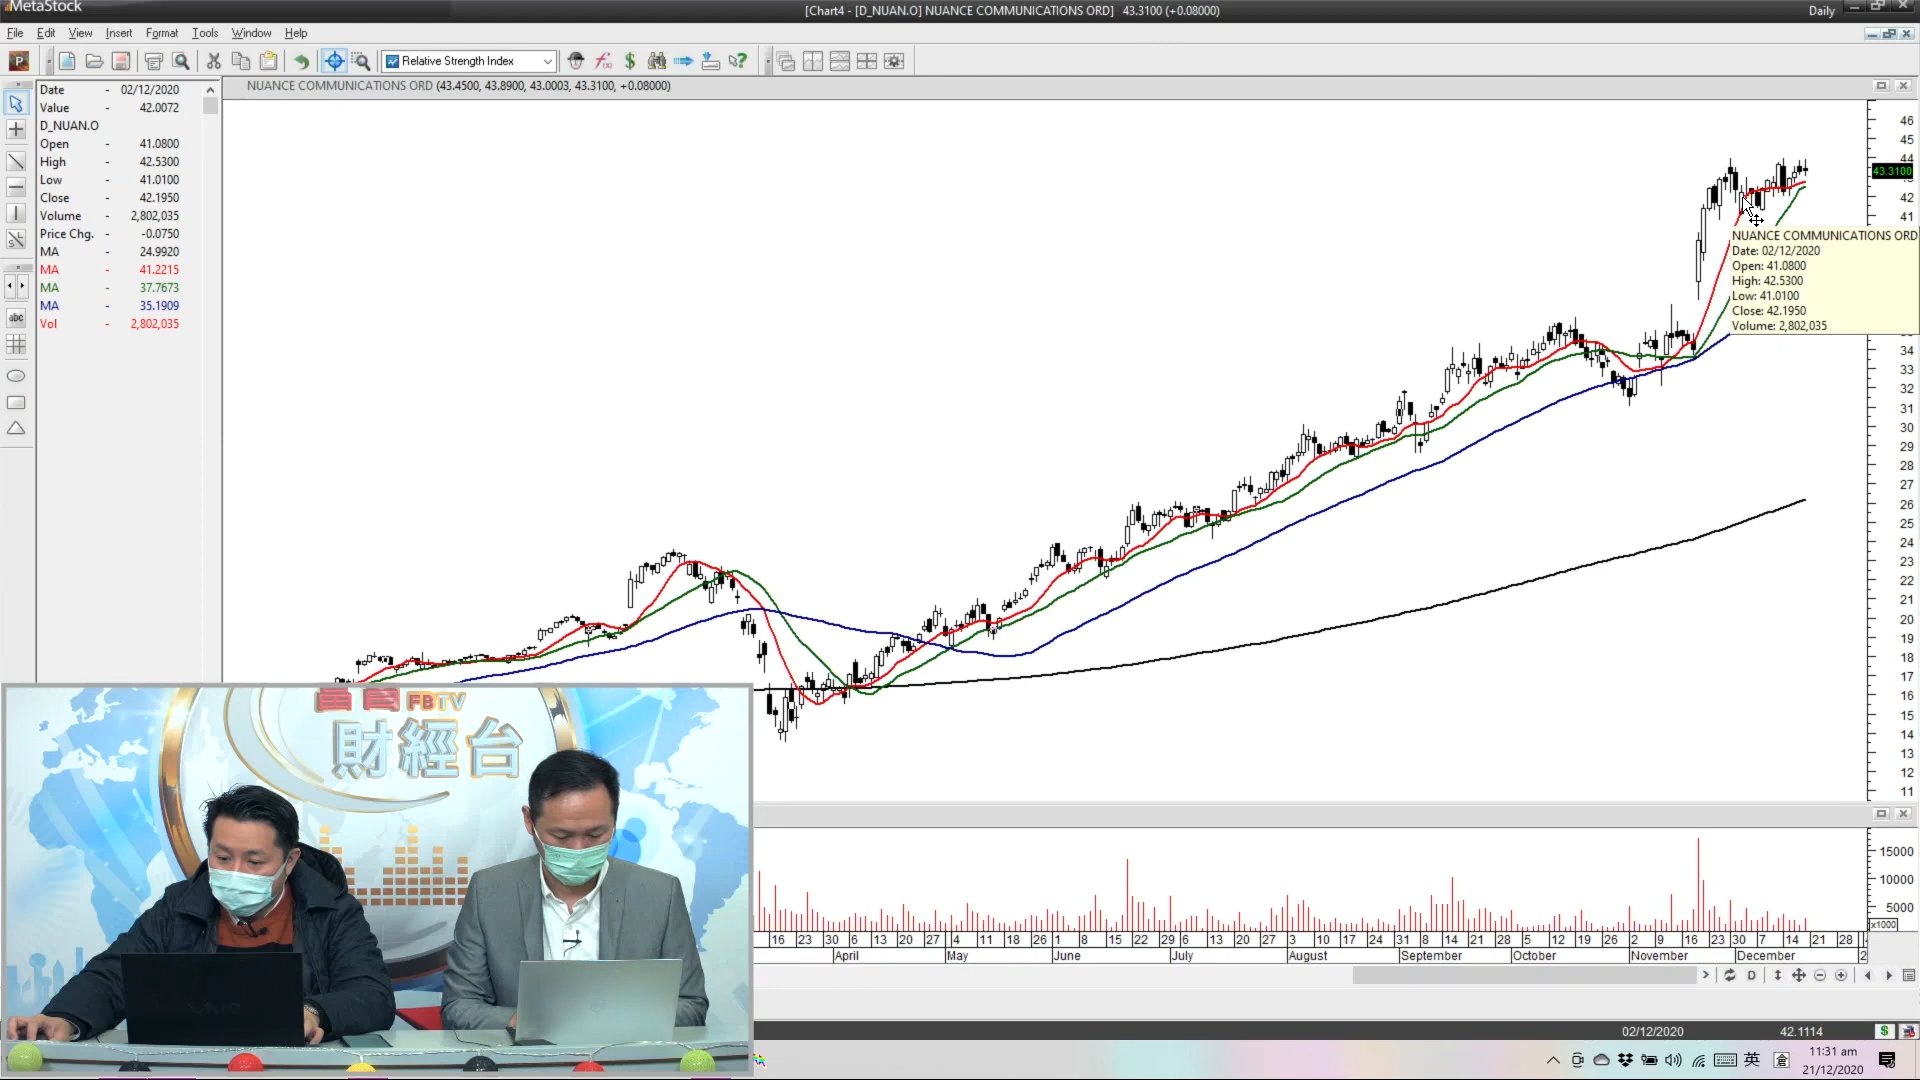 MetaStock
[Chart4 - [D_NUAN.O] NUANCE COMMUNICATIONS ORD] 43.3100 (+0.08000)
Daily
File Edit View Insert Format Tools Window Help
Relative Strength Index
NUANCE COMMUNICATIONS ORD (43.4500, 43.8900, 43.0003, 43.3100, +0.08000)
Date - 02/12/2020
Value - 42.0072
D_NUAN.O
Open - 41.0800
High - 42.5300
Low - 41.0100
Close - 42.1950
Volume - 2,802,035
Price Chg. - -0.0750
MA - 24.9920
MA - 41.2215
MA - 37.7673
MA - 35.1909
Vol - 2,802,035
abc
46
45
44
43.3100
42
41
NUANCE COMMUNICATIONS ORD
Date: 02/12/2020
Open: 41.0800
High: 42.5300
Low: 41.0100
Close: 42.1950
Volume: 2,802,035
34
33
32
31
30
29
28
27
26
25
24
23
22
21
20
19
18
17
16
15
14
13
12
11
FBTV
財經台
15000
10000
5000
x1000
16 23 30 6 13 20 27 4 11 18 26 1 8 15 22 29 6 13 20 27 3 10 17 24 31 8 14 21 28 5 12 19 26 2 9 16 23 30 7 14 21 28
April May June July August September October November December 2
D
02/12/2020 42.1114
VAIO
英
倉
11:31 am
21/12/2020